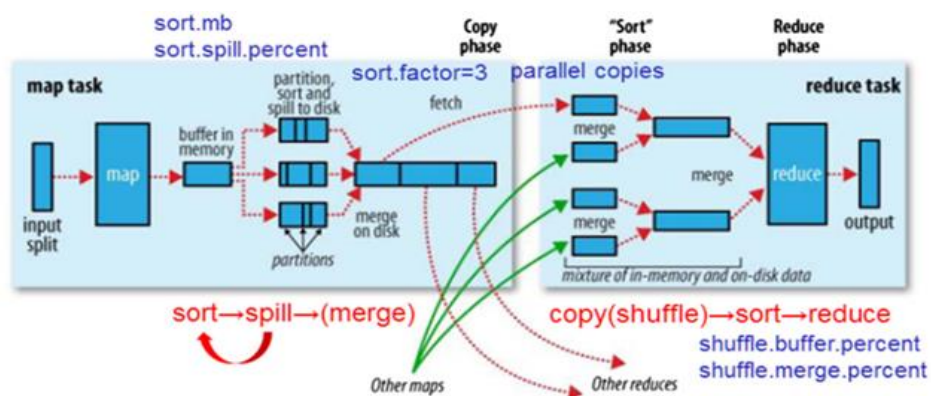 sort.mb
sort.spill.percent
Copy
phase
"Sort"
phase
Reduce
phase
map task
partition,
sort and
spill to disk
sort.factor=3
parallel copies
reduce task
fetch
buffer in
memory
map
input
split
merge
on disk
partitions
merge
merge
merge
reduce
output
mixture of in-memory and on-disk data
sort→spill→(merge)
copy(shuffle)→sort→reduce
shuffle.buffer.percent
shuffle.merge.percent
Other maps
Other reduces